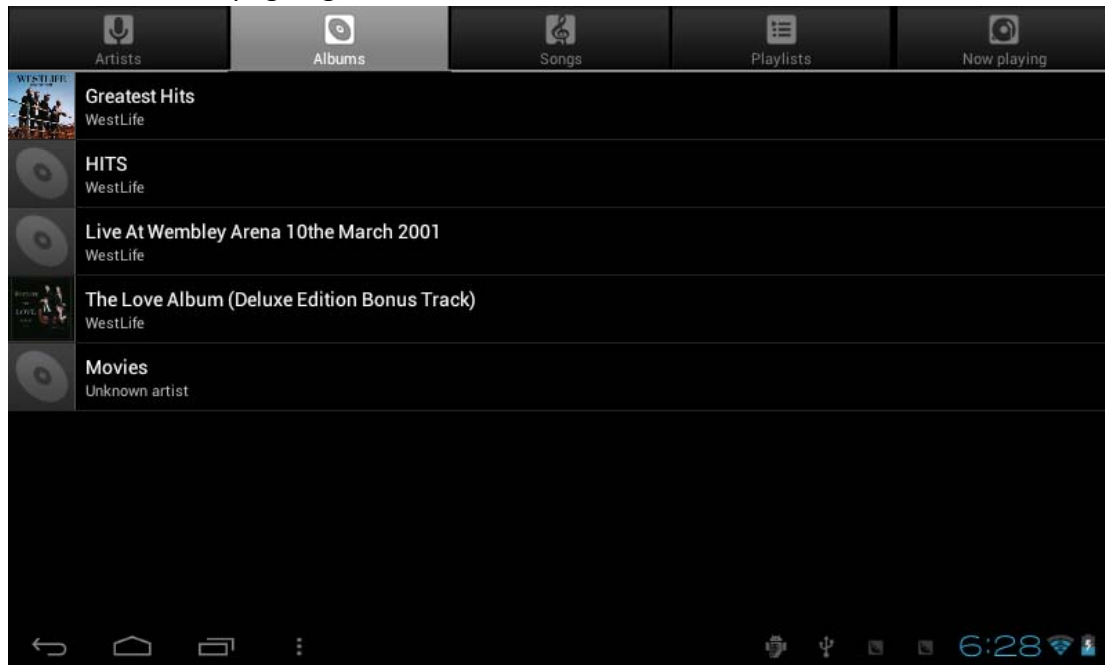 Artists
Albums
Songs
Playlists
Now playing
Greatest Hits
WestLife
HITS
WestLife
Live At Wembley Arena 10the March 2001
WestLife
The Love Album (Deluxe Edition Bonus Track)
WestLife
Movies
Unknown artist
6:28